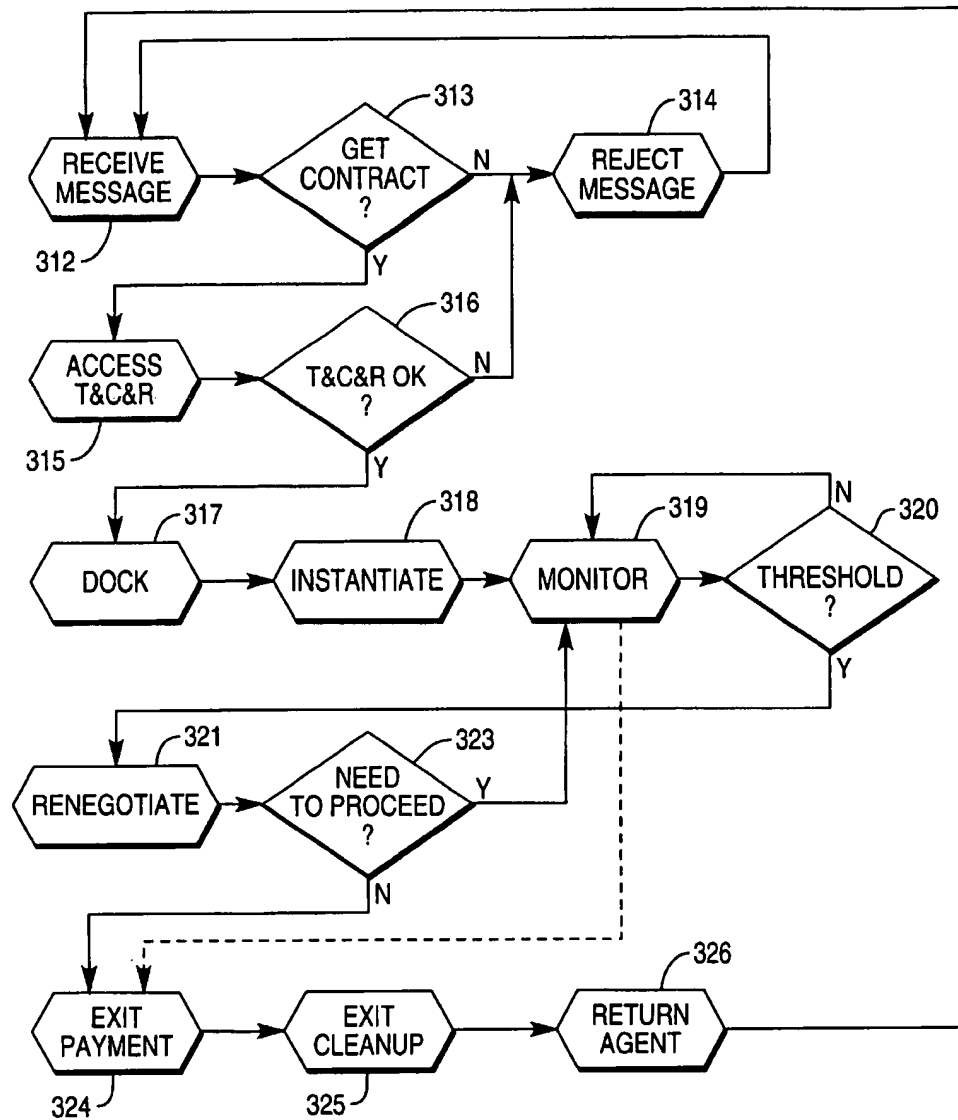 313
314
GET
CONTRACT
?
N
RECEIVE
MESSAGE
REJECT
MESSAGE
312
Y
316
ACCESS
T&C&R
T&C&R OK
?
N
315
Y
317
318
319
N
320
DOCK
INSTANTIATE
MONITOR
THRESHOLD
?
Y
321
323
RENEGOTIATE
NEED
TO PROCEED
?
Y
N
326
EXIT
PAYMENT
EXIT
CLEANUP
RETURN
AGENT
324
325